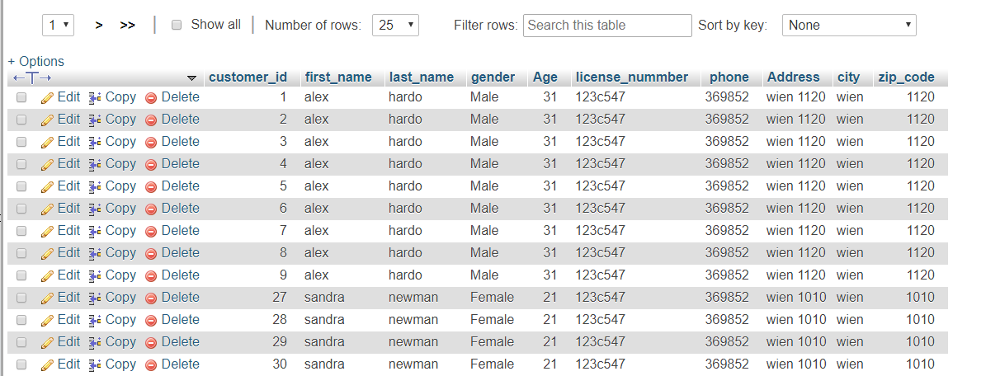 1 > >> | Show all | Number of rows: 25 Filter rows: Search this table Sort by key: None
+ Options
←T→ customer_id first_name last_name gender Age license_nummber phone Address city zip_code
Edit Copy Delete 1 alex hardo Male 31 123c547 369852 wien 1120 wien 1120
Edit Copy Delete 2 alex hardo Male 31 123c547 369852 wien 1120 wien 1120
Edit Copy Delete 3 alex hardo Male 31 123c547 369852 wien 1120 wien 1120
Edit Copy Delete 4 alex hardo Male 31 123c547 369852 wien 1120 wien 1120
Edit Copy Delete 5 alex hardo Male 31 123c547 369852 wien 1120 wien 1120
Edit Copy Delete 6 alex hardo Male 31 123c547 369852 wien 1120 wien 1120
Edit Copy Delete 7 alex hardo Male 31 123c547 369852 wien 1120 wien 1120
Edit Copy Delete 8 alex hardo Male 31 123c547 369852 wien 1120 wien 1120
Edit Copy Delete 9 alex hardo Male 31 123c547 369852 wien 1120 wien 1120
Edit Copy Delete 27 sandra newman Female 21 123c547 369852 wien 1010 wien 1010
Edit Copy Delete 28 sandra newman Female 21 123c547 369852 wien 1010 wien 1010
Edit Copy Delete 29 sandra newman Female 21 123c547 369852 wien 1010 wien 1010
Edit Copy Delete 30 sandra newman Female 21 123c547 369852 wien 1010 wien 1010